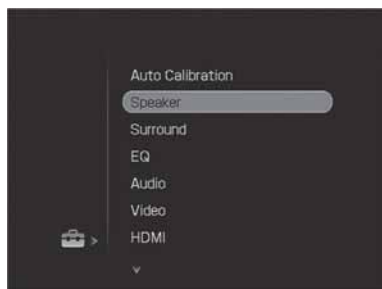 Auto Calibration
Speaker
Surround
EQ
Audio
Video
HDMI